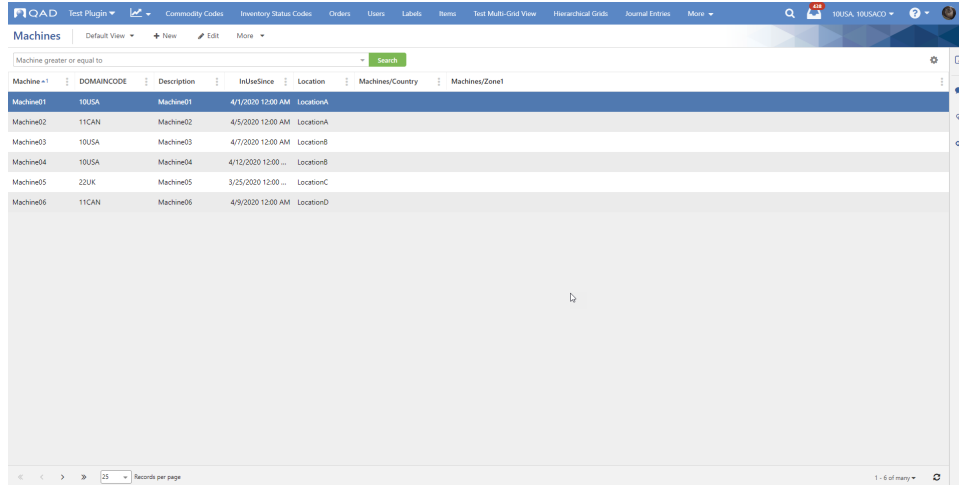 QAD Test Plugin Commodity Codes Inventory Status Codes Orders Users Labels Items Test Multi-Grid View Hierarchical Grids Journal Entries More 438 10USA, 10USACO
Machines Default View + New Edit More
Machine greater or equal to Search
Machine 1 DOMAINCODE Description InUseSince Location Machines/Country Machines/Zone1
Machine01 10USA Machine01 4/1/2020 12:00 AM LocationA
Machine02 11CAN Machine02 4/5/2020 12:00 AM LocationA
Machine03 10USA Machine03 4/7/2020 12:00 AM LocationB
Machine04 10USA Machine04 4/12/2020 12:00 ... LocationB
Machine05 22UK Machine05 3/25/2020 12:00 ... LocationC
Machine06 11CAN Machine06 4/9/2020 12:00 AM LocationD
25 Records per page 1 - 6 of many